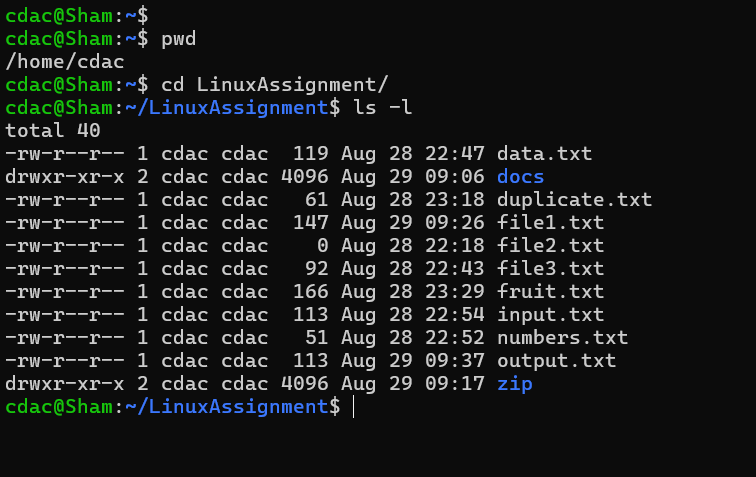 cdac@Sham:~$
cdac@Sham:~$ pwd
/home/cdac
cdac@Sham:~$ cd LinuxAssignment/
cdac@Sham:~/LinuxAssignment$ ls -l
total 40
-rw-r--r-- 1 cdac cdac  119 Aug 28 22:47 data.txt
drwxr-xr-x 2 cdac cdac 4096 Aug 29 09:06 docs
-rw-r--r-- 1 cdac cdac   61 Aug 28 23:18 duplicate.txt
-rw-r--r-- 1 cdac cdac  147 Aug 29 09:26 file1.txt
-rw-r--r-- 1 cdac cdac    0 Aug 28 22:18 file2.txt
-rw-r--r-- 1 cdac cdac   92 Aug 28 22:43 file3.txt
-rw-r--r-- 1 cdac cdac  166 Aug 28 23:29 fruit.txt
-rw-r--r-- 1 cdac cdac  113 Aug 28 22:54 input.txt
-rw-r--r-- 1 cdac cdac   51 Aug 28 22:52 numbers.txt
-rw-r--r-- 1 cdac cdac  113 Aug 29 09:37 output.txt
drwxr-xr-x 2 cdac cdac 4096 Aug 29 09:17 zip
cdac@Sham:~/LinuxAssignment$